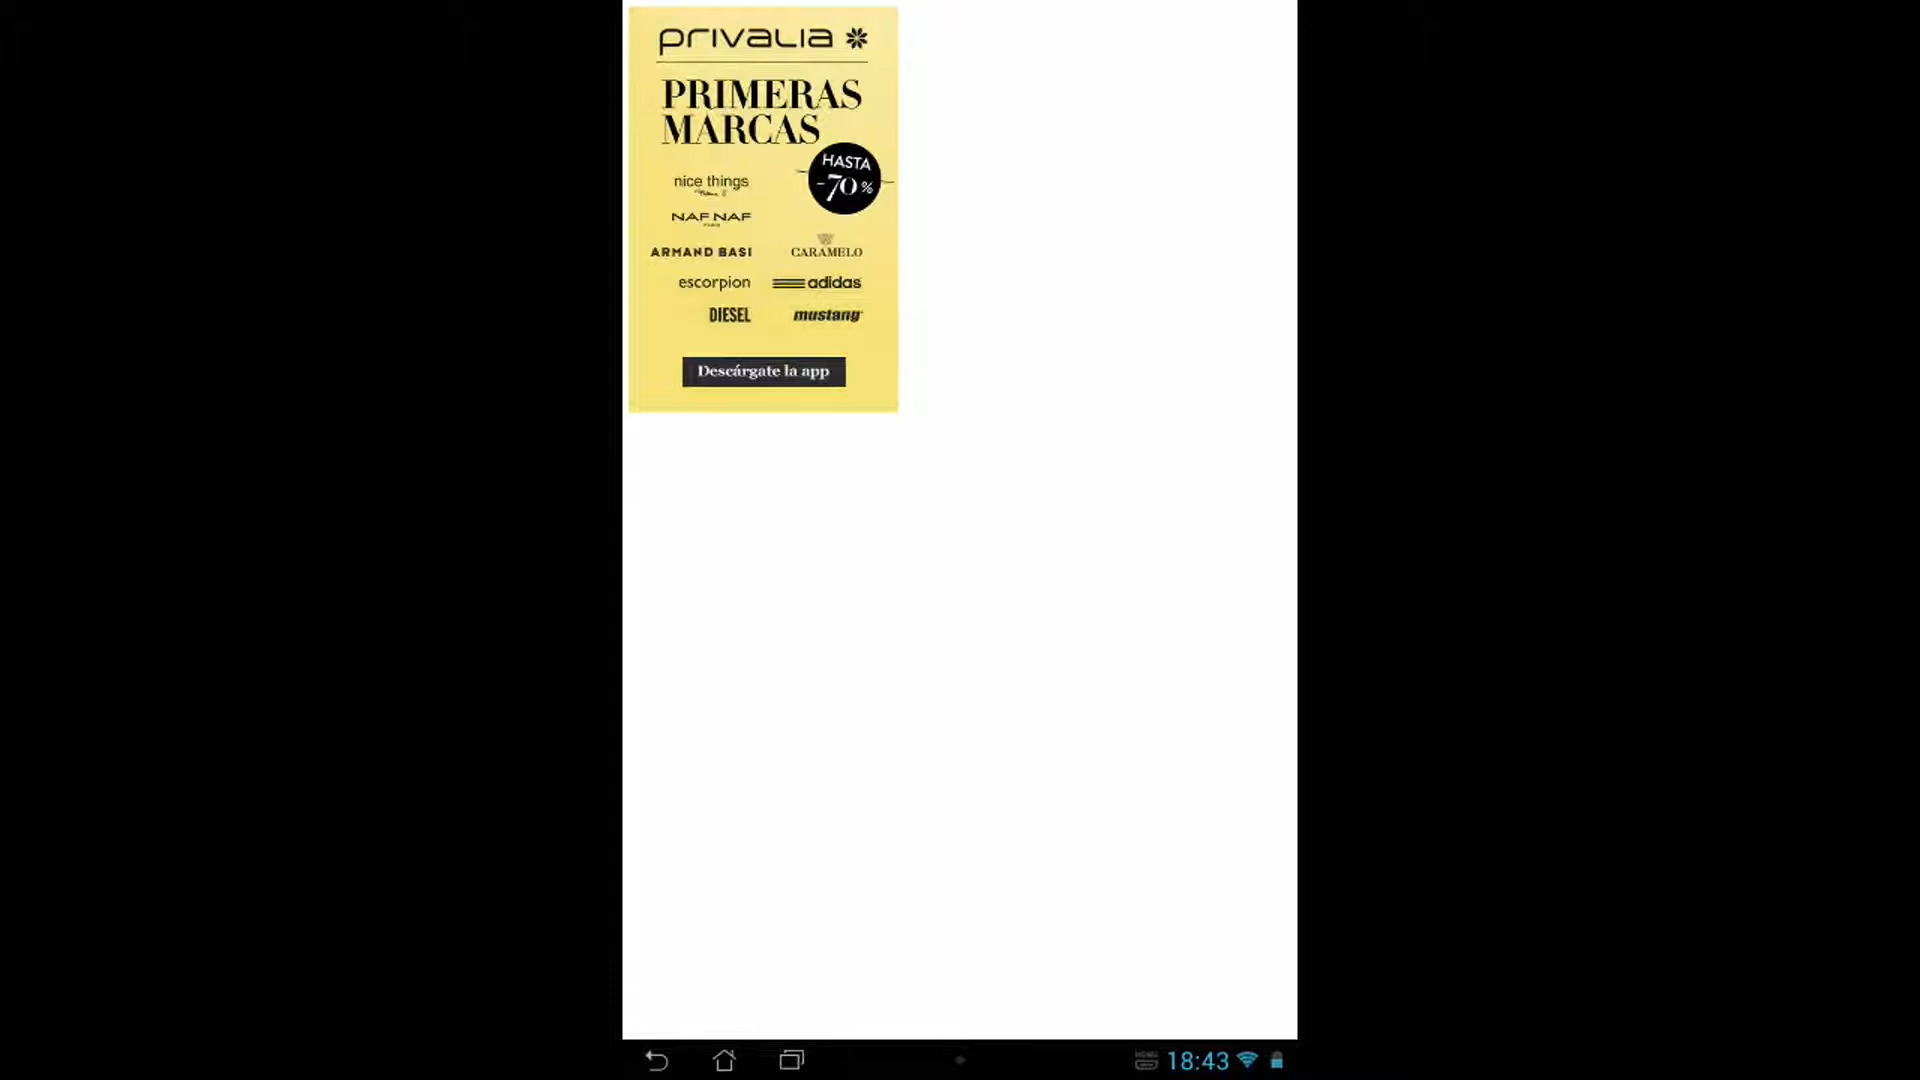 privalia
PRIMERAS
MARCAS
HASTA
-70%
nice things
NAF NAF
PARIS
ARMAND BASI
CARAMELO
escorpion
adidas
DIESEL
mustang
Descárgate la app
18:43